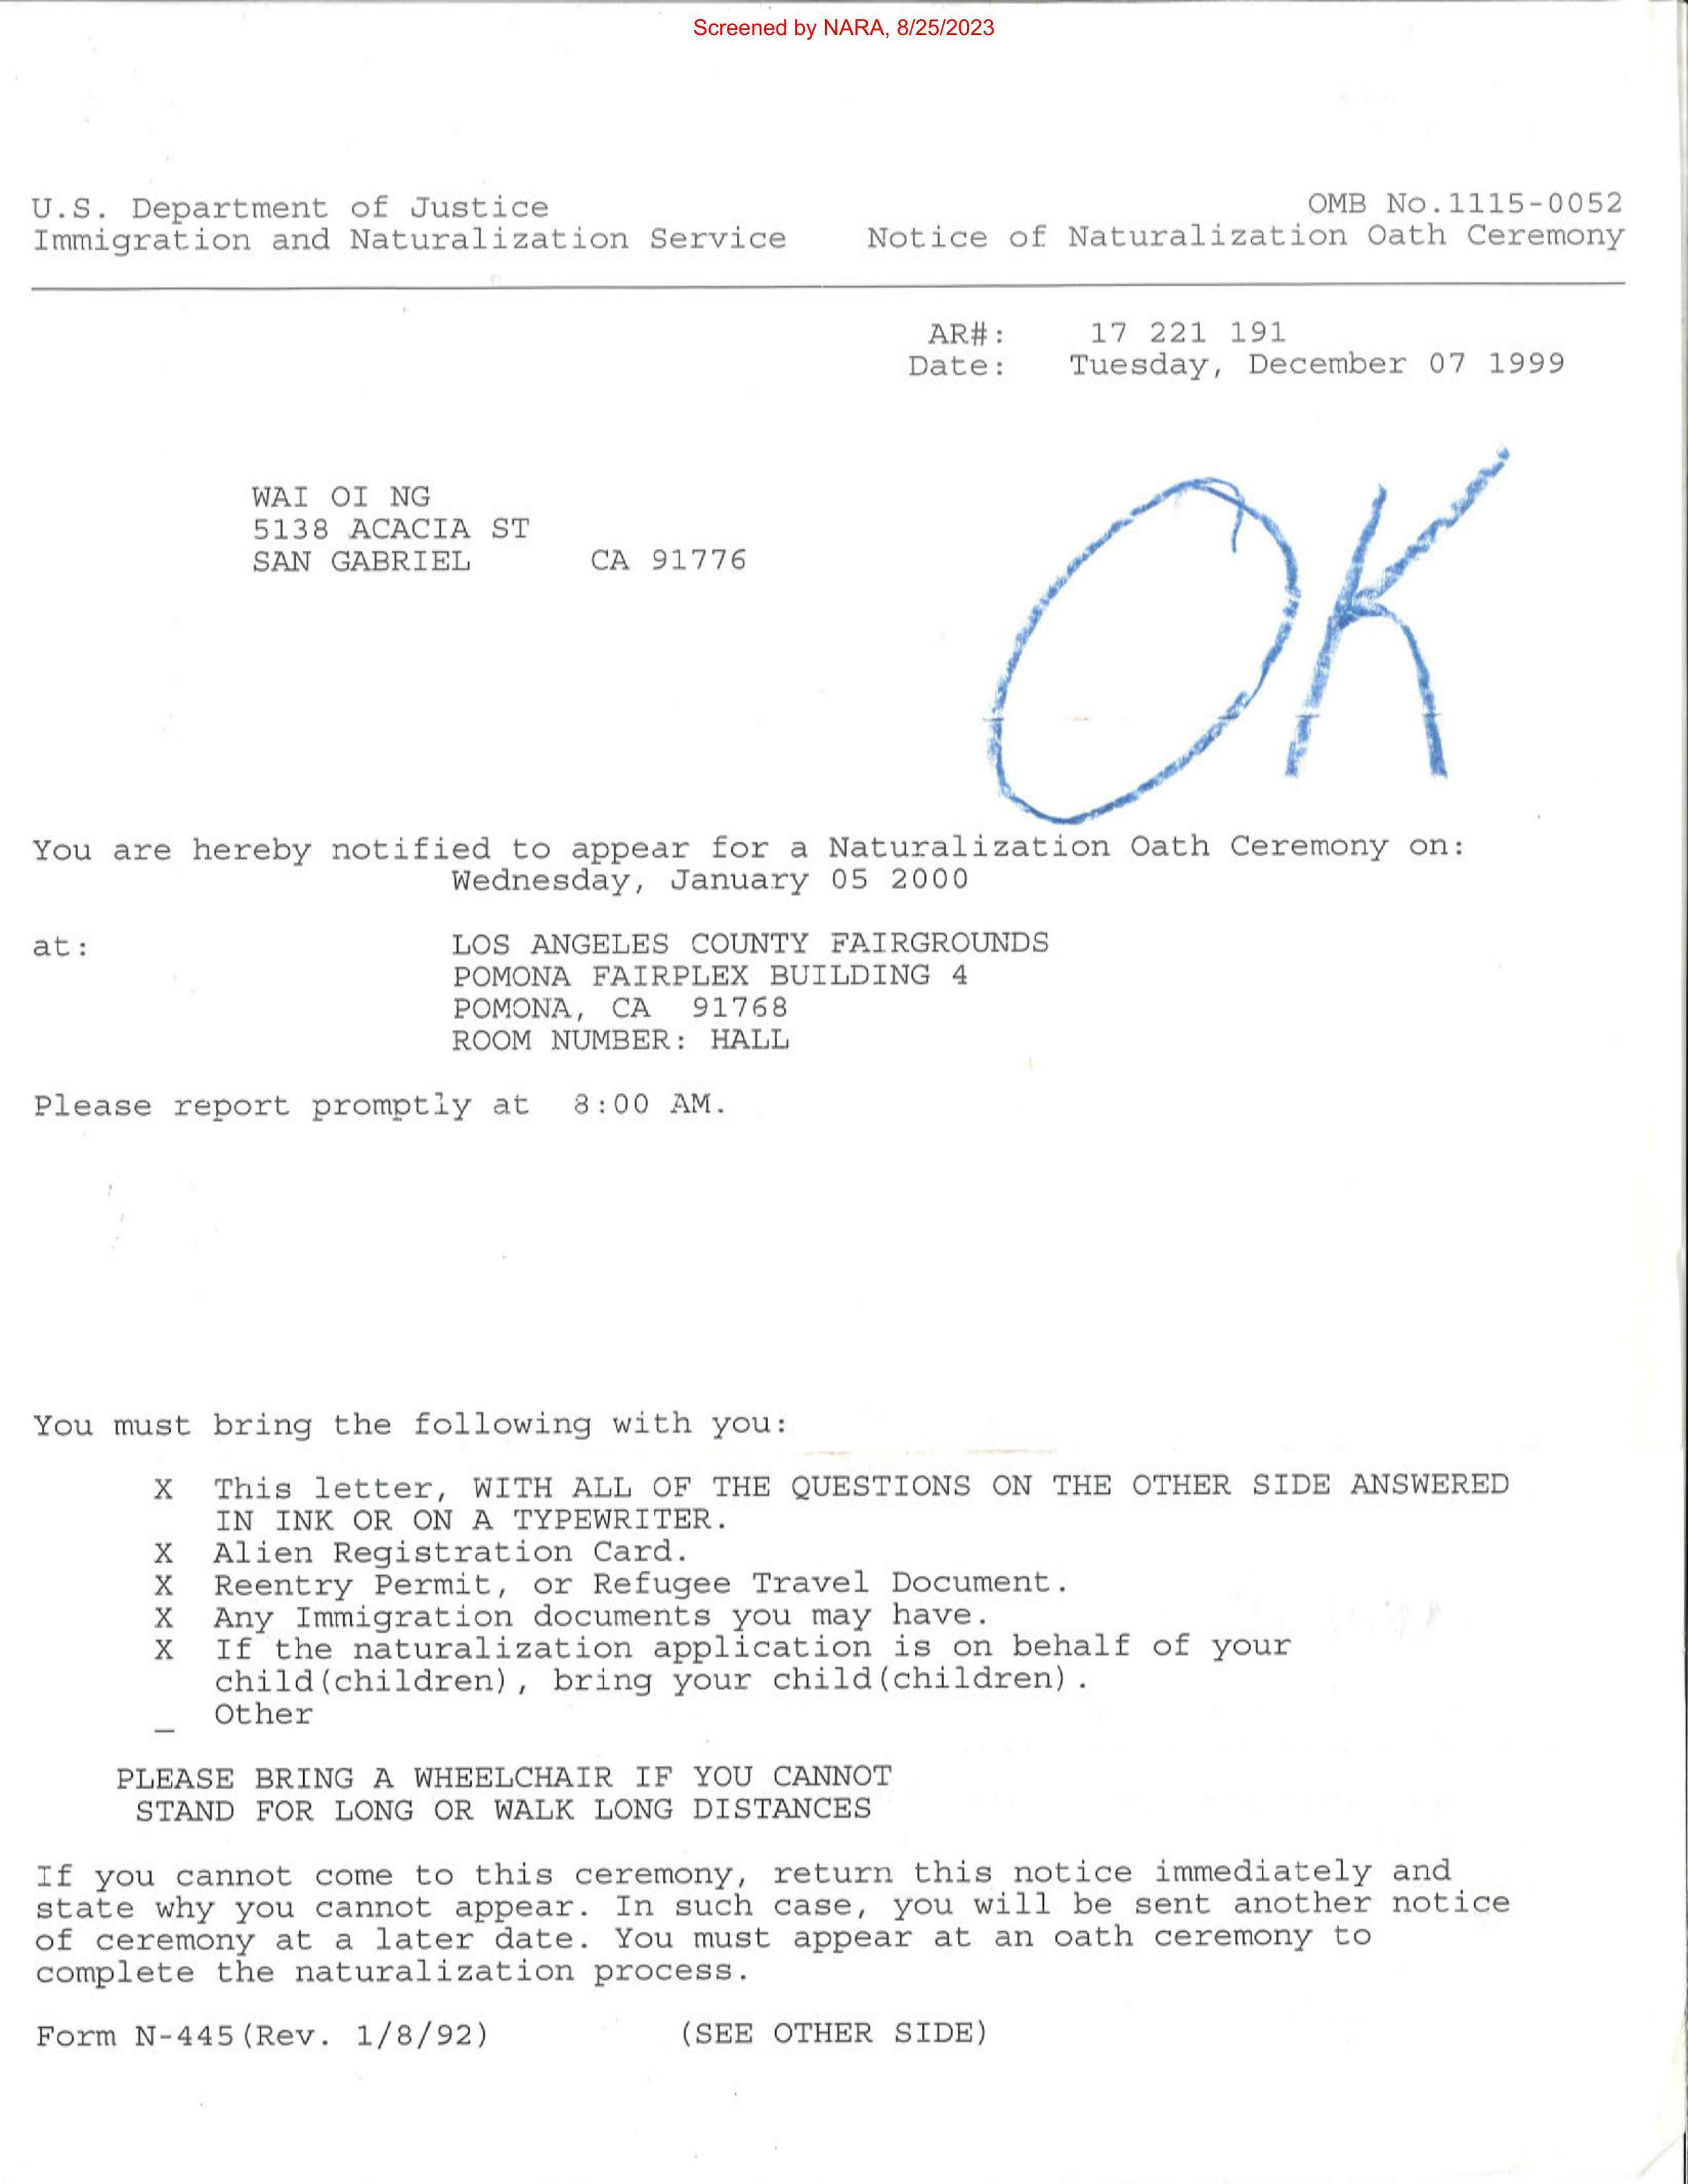 Screened by NARA, 8/25/2023
U.S. Department of Justice OMB No.1115-0052
Immigration and Naturalization Service Notice of Naturalization Oath Ceremony
AR#: 17 221 191
Date: Tuesday, December 07 1999
WAI OI NG
5138 ACACIA ST
SAN GABRIEL CA 91776
OK
You are hereby notified to appear for a Naturalization Oath Ceremony on:
Wednesday, January 05 2000
at: LOS ANGELES COUNTY FAIRGROUNDS
POMONA FAIRPLEX BUILDING 4
POMONA, CA 91768
ROOM NUMBER: HALL
Please report promptly at 8:00 AM.
You must bring the following with you:
X This letter, WITH ALL OF THE QUESTIONS ON THE OTHER SIDE ANSWERED
IN INK OR ON A TYPEWRITER.
X Alien Registration Card.
X Reentry Permit, or Refugee Travel Document.
X Any Immigration documents you may have.
X If the naturalization application is on behalf of your
child(children), bring your child(children).
_ Other
PLEASE BRING A WHEELCHAIR IF YOU CANNOT
STAND FOR LONG OR WALK LONG DISTANCES
If you cannot come to this ceremony, return this notice immediately and
state why you cannot appear. In such case, you will be sent another notice
of ceremony at a later date. You must appear at an oath ceremony to
complete the naturalization process.
Form N-445(Rev. 1/8/92) (SEE OTHER SIDE)